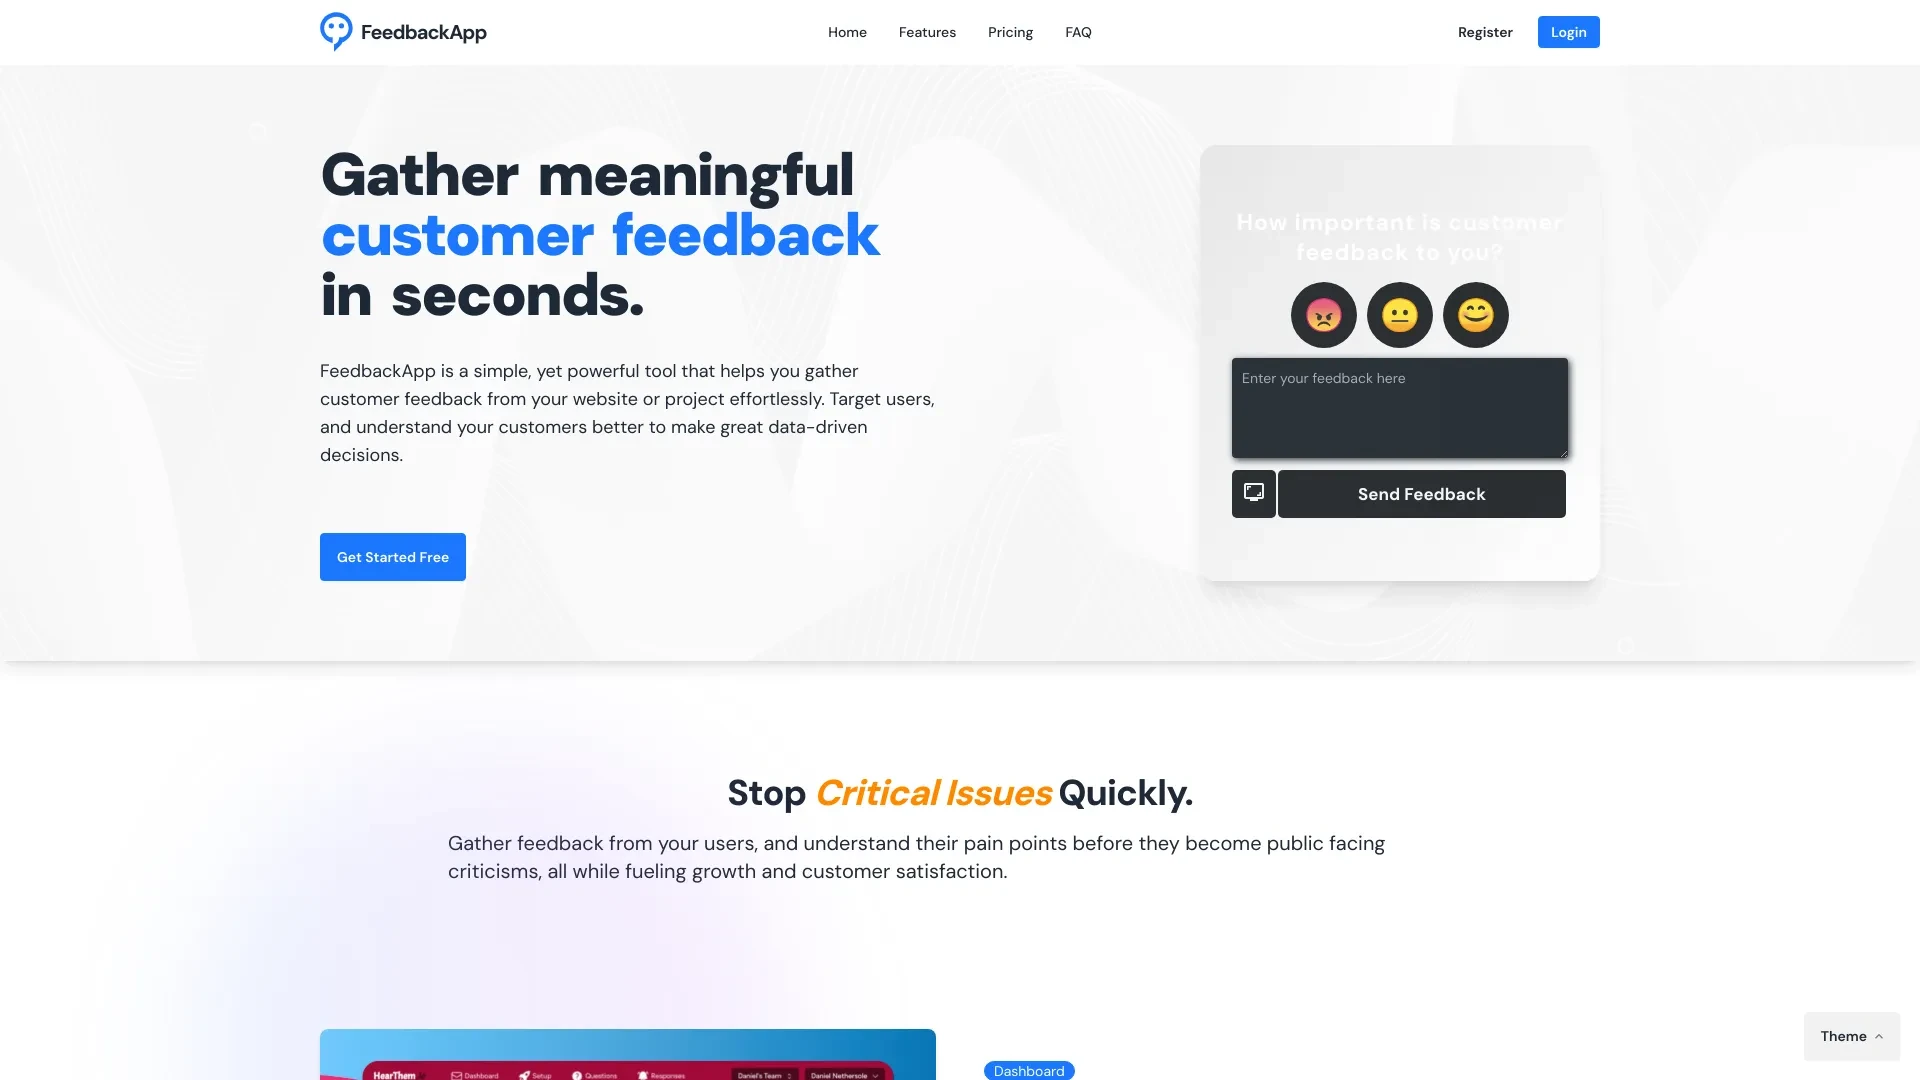 FeedbackApp
Home
Features
Pricing
FAQ
Register
Login
Gather meaningful
customer feedback
in seconds.
FeedbackApp is a simple, yet powerful tool that helps you gather
customer feedback from your website or project effortlessly. Target users,
and understand your customers better to make great data-driven
decisions.
Get Started Free
How important is customer
feedback to you?
Enter your feedback here
Send Feedback
Stop Critical Issues Quickly.
Gather feedback from your users, and understand their pain points before they become public facing
criticisms, all while fueling growth and customer satisfaction.
HearThem
Dashboard
Setup
Questions
Responses
Daniel's Team
Daniel Nethersole
Dashboard
Theme